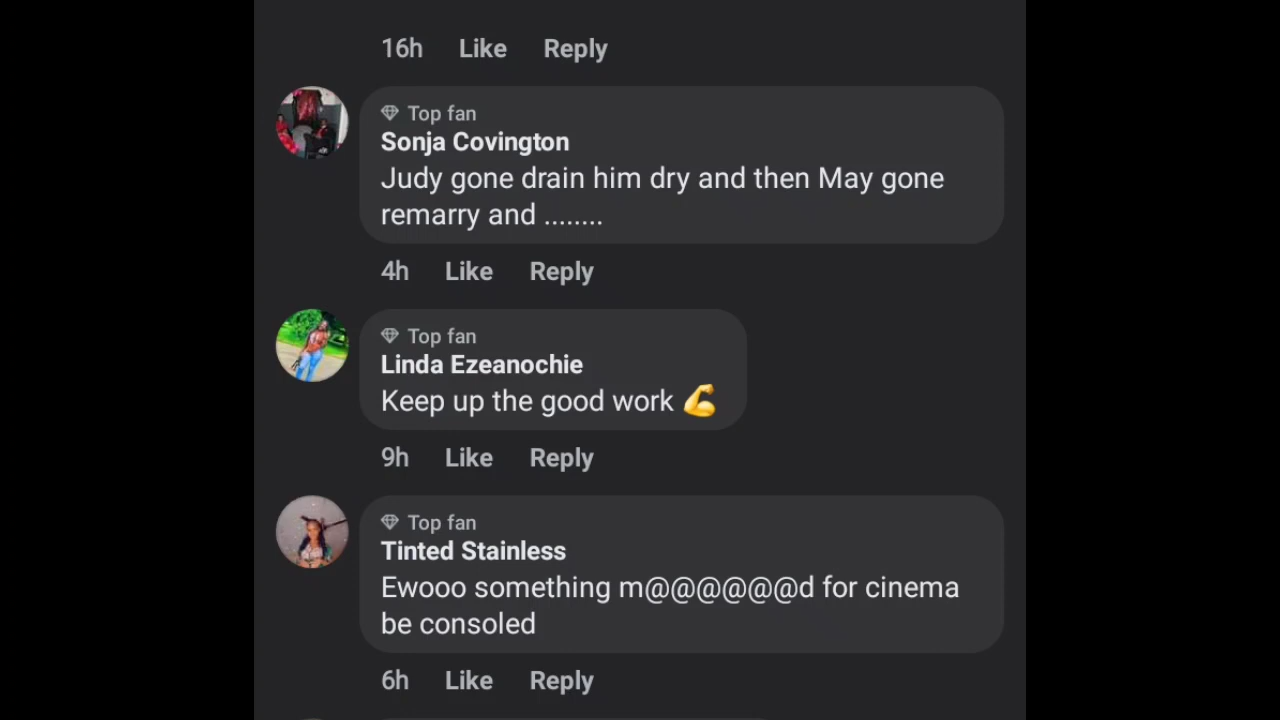 16h Like Reply
Top fan
Sonja Covington
Judy gone drain him dry and then May gone
remarry and ........
4h Like Reply
Top fan
Linda Ezeanochie
Keep up the good work 💪
9h Like Reply
Top fan
Tinted Stainless
Ewooo something m@@@@@@d for cinema
be consoled
6h Like Reply